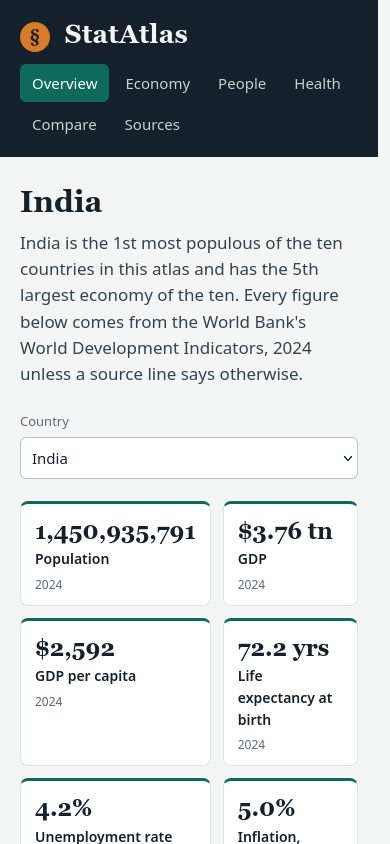 § StatAtlas
Overview Economy People Health
Compare Sources
India
India is the 1st most populous of the ten
countries in this atlas and has the 5th
largest economy of the ten. Every figure
below comes from the World Bank's
World Development Indicators, 2024
unless a source line says otherwise.
Country
India
1,450,935,791
Population
2024
$3.76 tn
GDP
2024
$2,592
GDP per capita
2024
72.2 yrs
Life
expectancy at
birth
2024
4.2%
Unemployment rate
5.0%
Inflation,